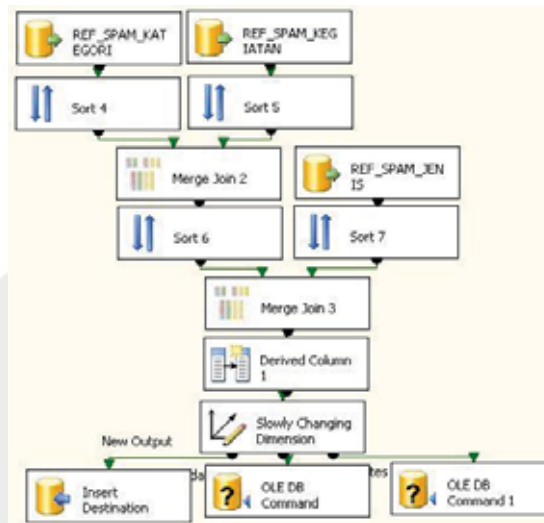 REF_SPAM_KAT
EGORI
REF_SPAM_KEG
IATAN
Sort 4
Sort 5
Merge Join 2
REF_SPAM_JEN
IS
Sort 6
Sort 7
Merge Join 3
Derived Column
1
Slowly Changing
Dimension
New Output
Insert
Destination
OLE DB
Command
OLE DB
Command 1